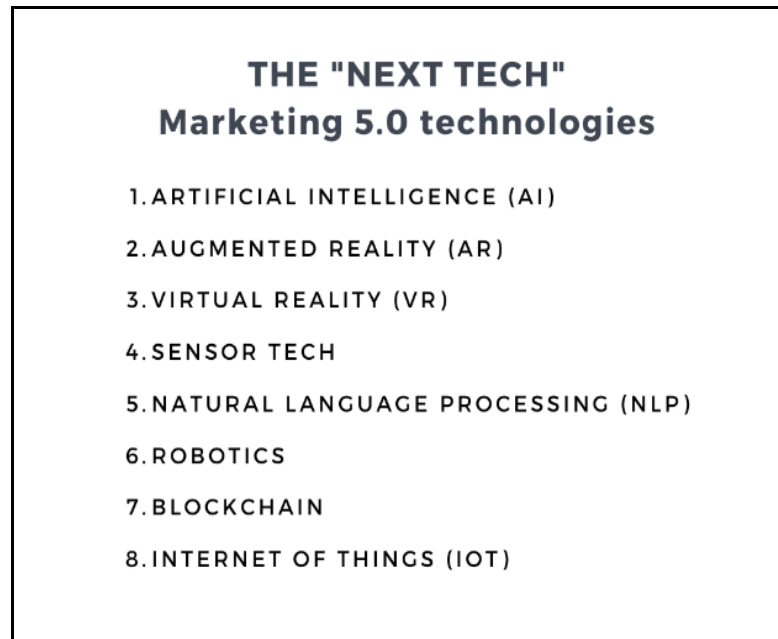 THE "NEXT TECH"
Marketing 5.0 technologies
1. ARTIFICIAL INTELLIGENCE (AI)
2. AUGMENTED REALITY (AR)
3. VIRTUAL REALITY (VR)
4. SENSOR TECH
5. NATURAL LANGUAGE PROCESSING (NLP)
6. ROBOTICS
7. BLOCKCHAIN
8. INTERNET OF THINGS (IOT)